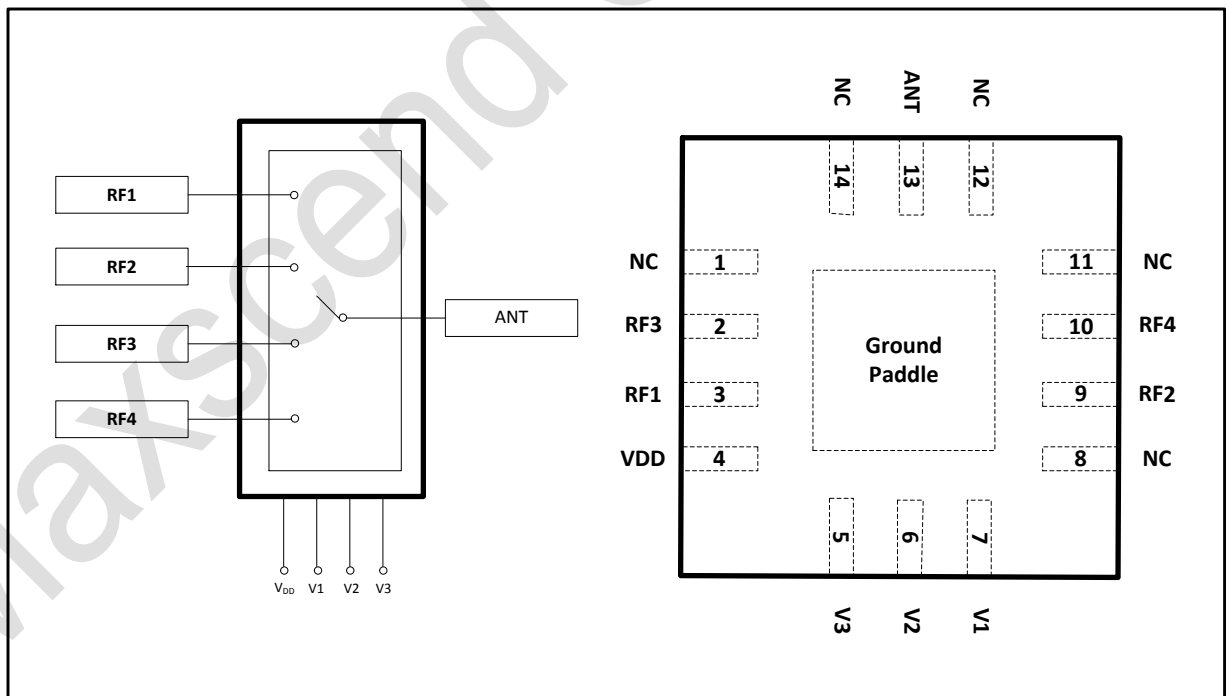 Maxscend
RF1
RF2
RF3
RF4
ANT
V_DD V1 V2 V3
NC ANT NC
14 13 12
NC 1
RF3 2
RF1 3
VDD 4
Ground
Paddle
11 NC
10 RF4
9 RF2
8 NC
5 6 7
V3 V2 V1